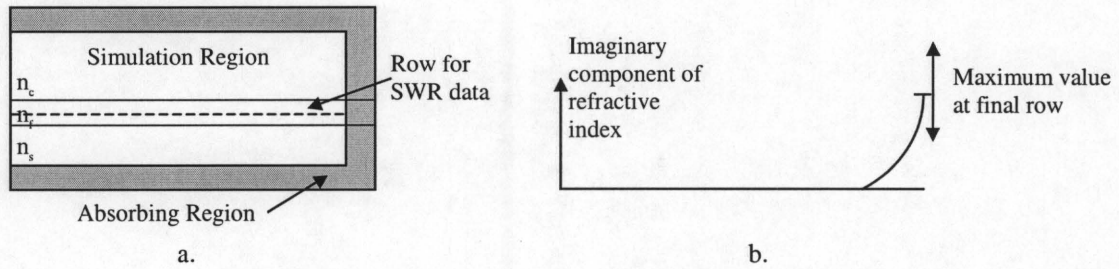 Simulation Region
Row for
SWR data
n_c
n_f
n_s
Absorbing Region
a.
Imaginary
component of
refractive
index
Maximum value
at final row
b.